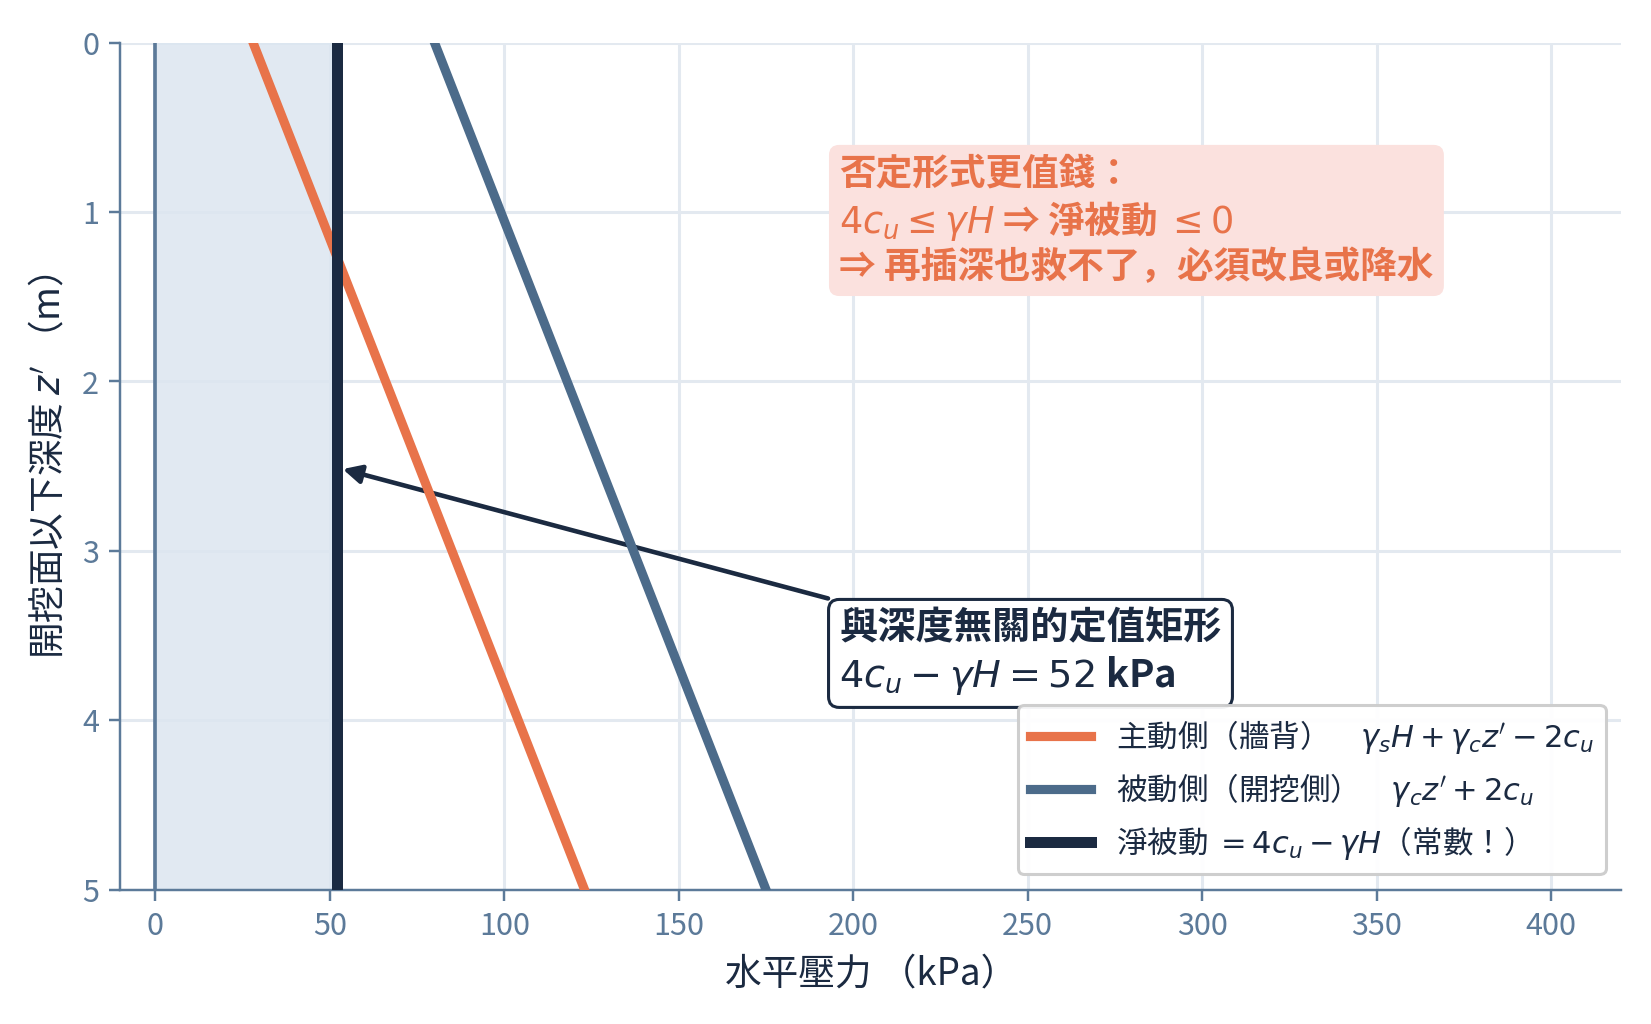 0
1
2
3
4
5
開挖面以下深度 z′ （m）
否定形式更值錢：
4cᵤ ≤ γH ⇒ 淨被動 ≤ 0
⇒ 再插深也救不了，必須改良或降水
與深度無關的定值矩形
4cᵤ − γH = 52 kPa
主動側（牆背） γₛH + γ_c z′ − 2cᵤ
被動側（開挖側） γ_c z′ + 2cᵤ
淨被動 = 4cᵤ − γH（常數！）
0 50 100 150 200 250 300 350 400
水平壓力 （kPa）